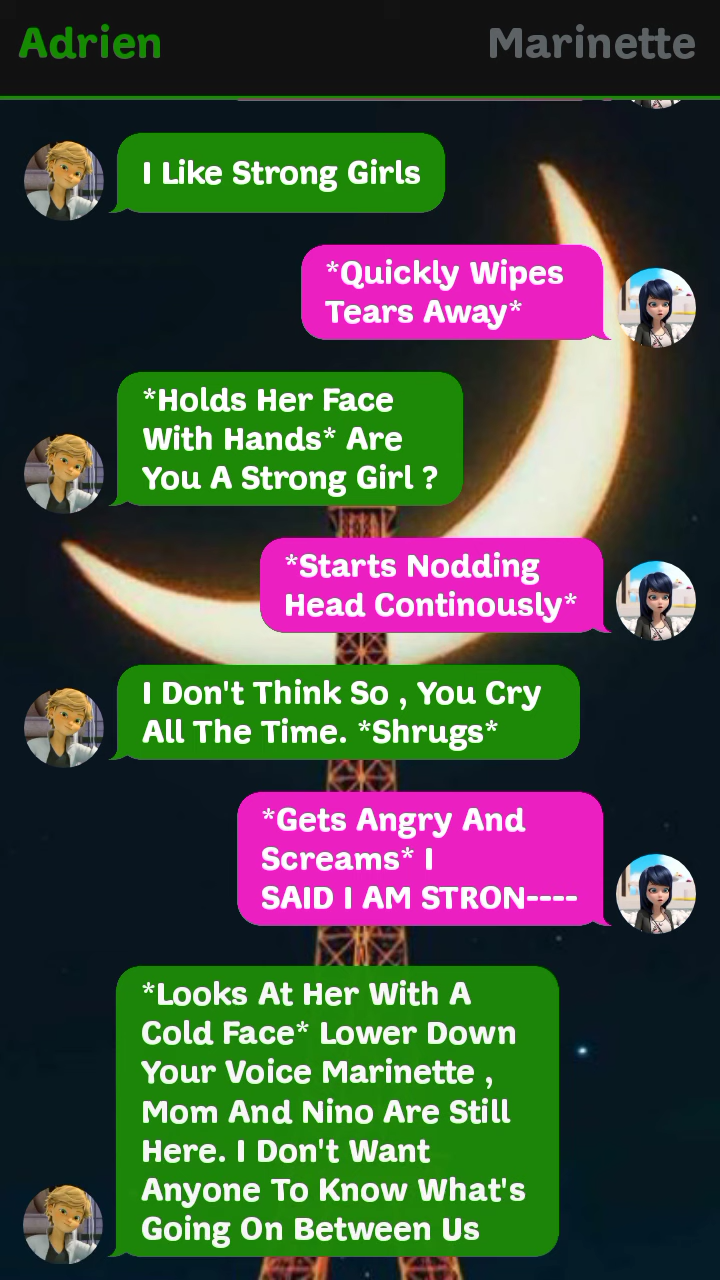 Adrien Marinette
I Like Strong Girls
*Quickly Wipes
Tears Away*
*Holds Her Face
With Hands* Are
You A Strong Girl ?
*Starts Nodding
Head Continously*
I Don't Think So , You Cry
All The Time. *Shrugs*
*Gets Angry And
Screams* I
SAID I AM STRON----
*Looks At Her With A
Cold Face* Lower Down
Your Voice Marinette ,
Mom And Nino Are Still
Here. I Don't Want
Anyone To Know What's
Going On Between Us